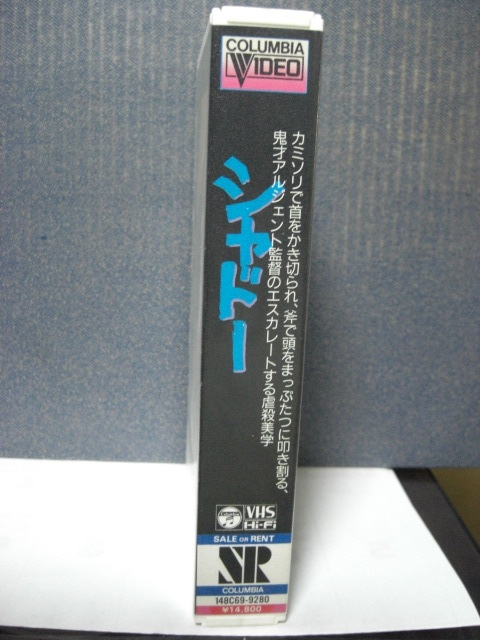 COLUMBIA
VIDEO
カミソリで首をかき切られ、斧で頭をまっぷたつに叩き割る、
鬼才アルジェント監督のエスカレートする虐殺美学
シャドー
Columbia
VHS
Hi-Fi
SALE OR RENT
SR
COLUMBIA
148C69-9280
¥14,800